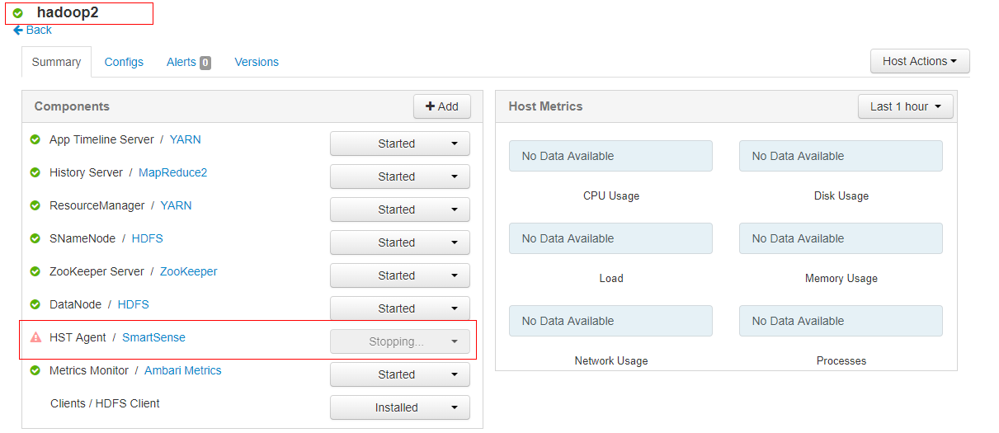 hadoop2
Back
Summary Configs Alerts 0 Versions Host Actions
Components Add
App Timeline Server / YARN Started
History Server / MapReduce2 Started
ResourceManager / YARN Started
SNameNode / HDFS Started
ZooKeeper Server / ZooKeeper Started
DataNode / HDFS Started
HST Agent / SmartSense Stopping...
Metrics Monitor / Ambari Metrics Started
Clients / HDFS Client Installed
Host Metrics Last 1 hour
No Data Available No Data Available
CPU Usage Disk Usage
No Data Available No Data Available
Load Memory Usage
No Data Available No Data Available
Network Usage Processes